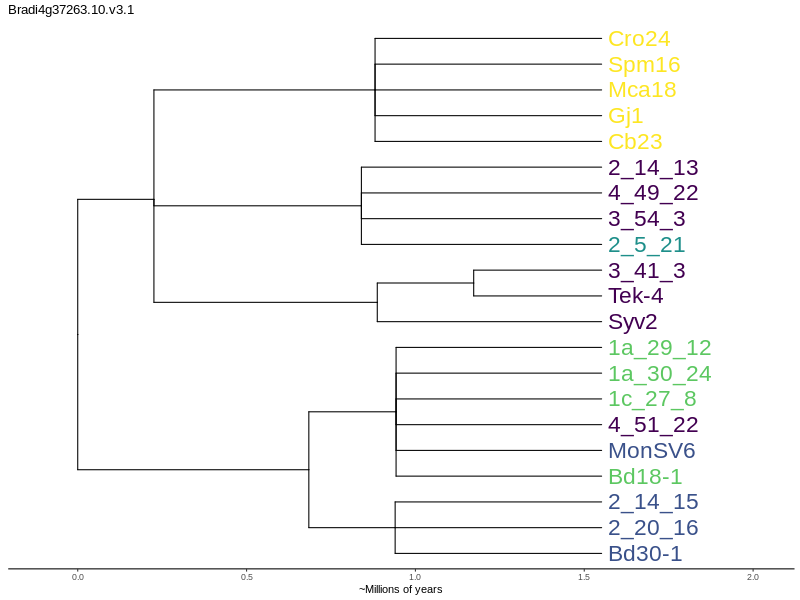 Bradi4g37263.10.v3.1
Cro24
Spm16
Mca18
Gj1
Cb23
2_14_13
4_49_22
3_54_3
2_5_21
3_41_3
Tek-4
Syv2
1a_29_12
1a_30_24
1c_27_8
4_51_22
MonSV6
Bd18-1
2_14_15
2_20_16
Bd30-1
0.0 0.5 1.0 1.5 2.0
~Millions of years